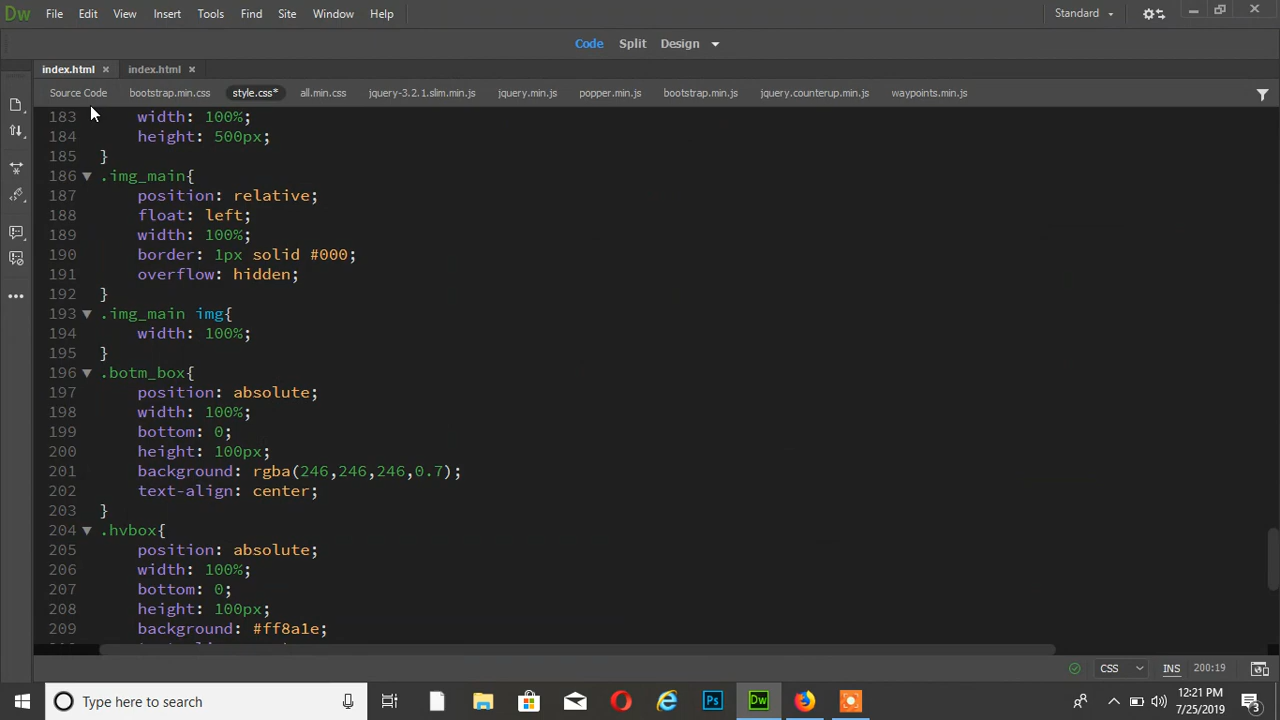 Dw File Edit View Insert Tools Find Site Window Help Standard
Code Split Design
index.html × index.html ×
Source Code bootstrap.min.css style.css* all.min.css jquery-3.2.1.slim.min.js jquery.min.js popper.min.js bootstrap.min.js jquery.counterup.min.js waypoints.min.js
183 width: 100%;
184 height: 500px;
185 }
186 .img_main{
187 position: relative;
188 float: left;
189 width: 100%;
190 border: 1px solid #000;
191 overflow: hidden;
192 }
193 .img_main img{
194 width: 100%;
195 }
196 .botm_box{
197 position: absolute;
198 width: 100%;
199 bottom: 0;
200 height: 100px;
201 background: rgba(246,246,246,0.7);
202 text-align: center;
203 }
204 .hvbox{
205 position: absolute;
206 width: 100%;
207 bottom: 0;
208 height: 100px;
209 background: #ff8a1e;
CSS INS 200:19
Type here to search Ps Dw 12:21 PM
7/25/2019 3